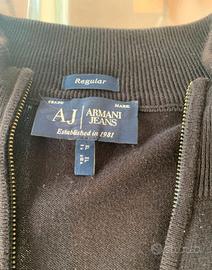 Regular
TRADE MARK
AJ ARMANI JEANS
Established in 1981